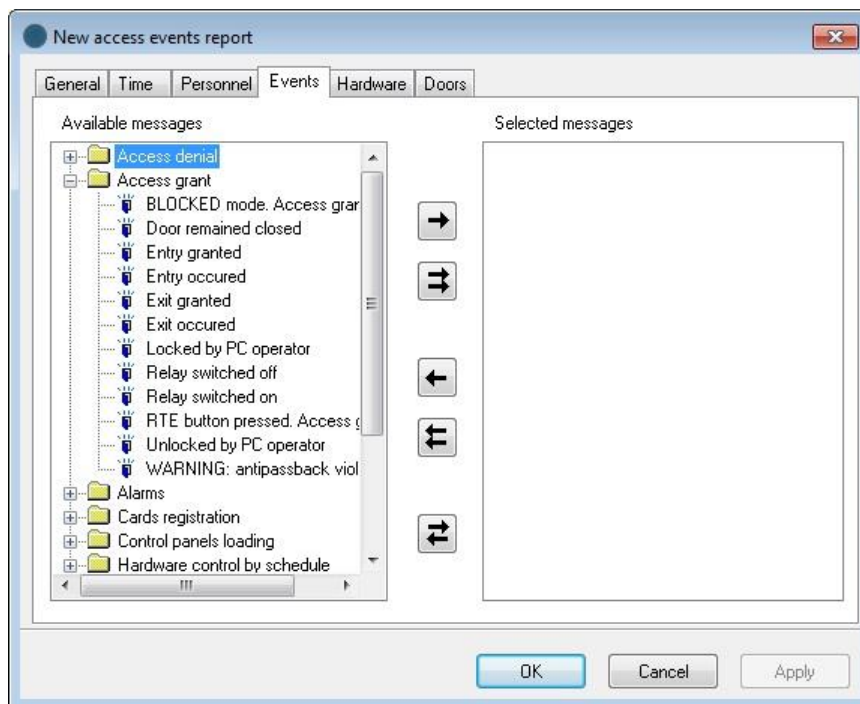 New access events report
General Time Personnel Events Hardware Doors
Available messages
Selected messages
Access denial
Access grant
BLOCKED mode. Access gran
Door remained closed
Entry granted
Entry occured
Exit granted
Exit occured
Locked by PC operator
Relay switched off
Relay switched on
RTE button pressed. Access g
Unlocked by PC operator
WARNING: antipassback viol
Alarms
Cards registration
Control panels loading
Hardware control by schedule
OK Cancel Apply